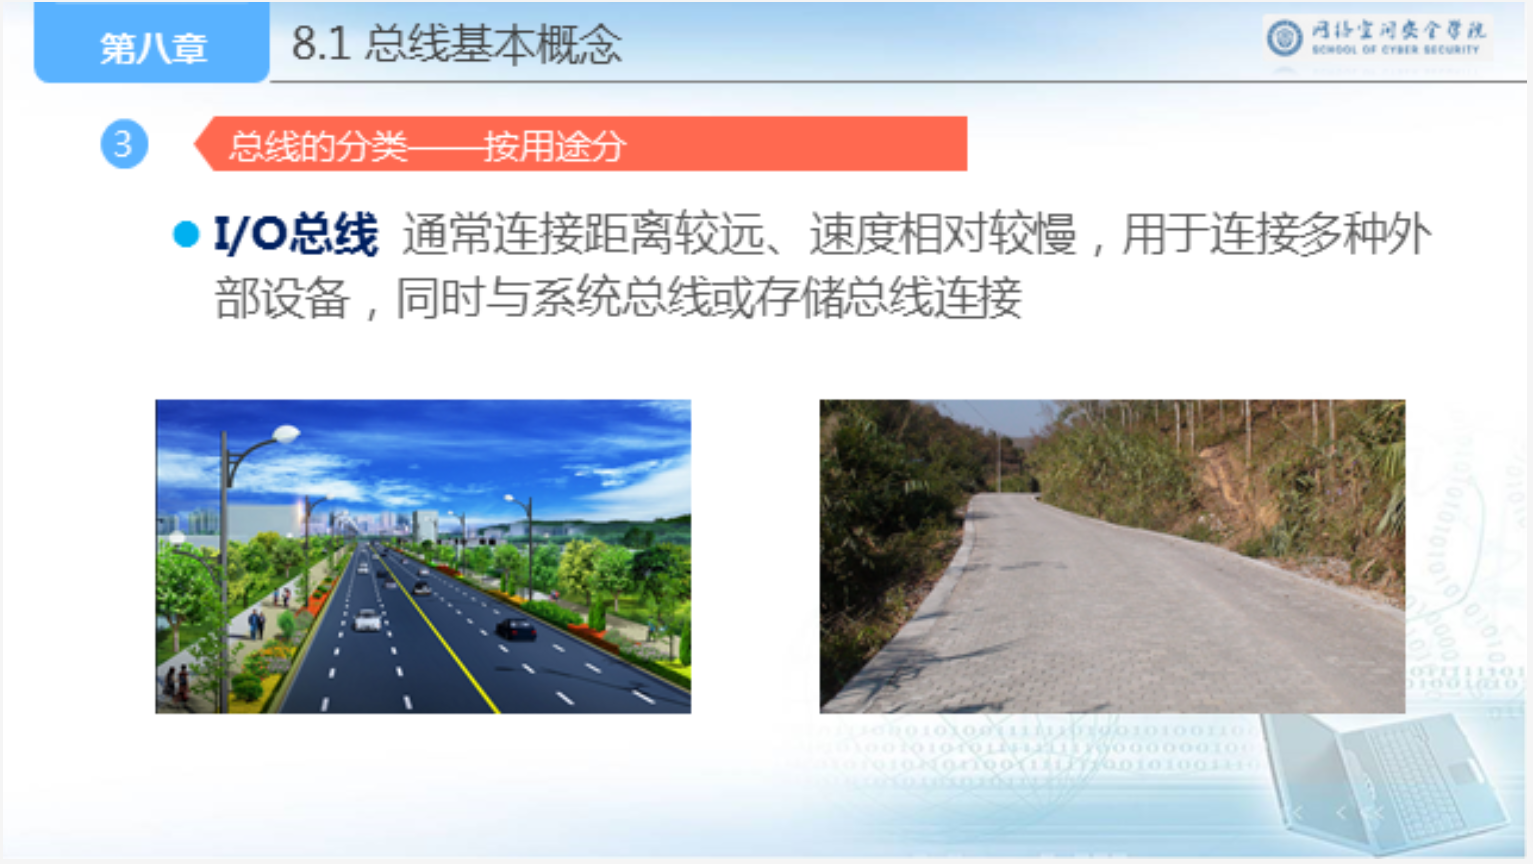 第八章
8.1 总线基本概念
网络空间安全学院
SCHOOL OF CYBER SECURITY
3
总线的分类——按用途分
I/O总线 通常连接距离较远、速度相对较慢，用于连接多种外
部设备，同时与系统总线或存储总线连接